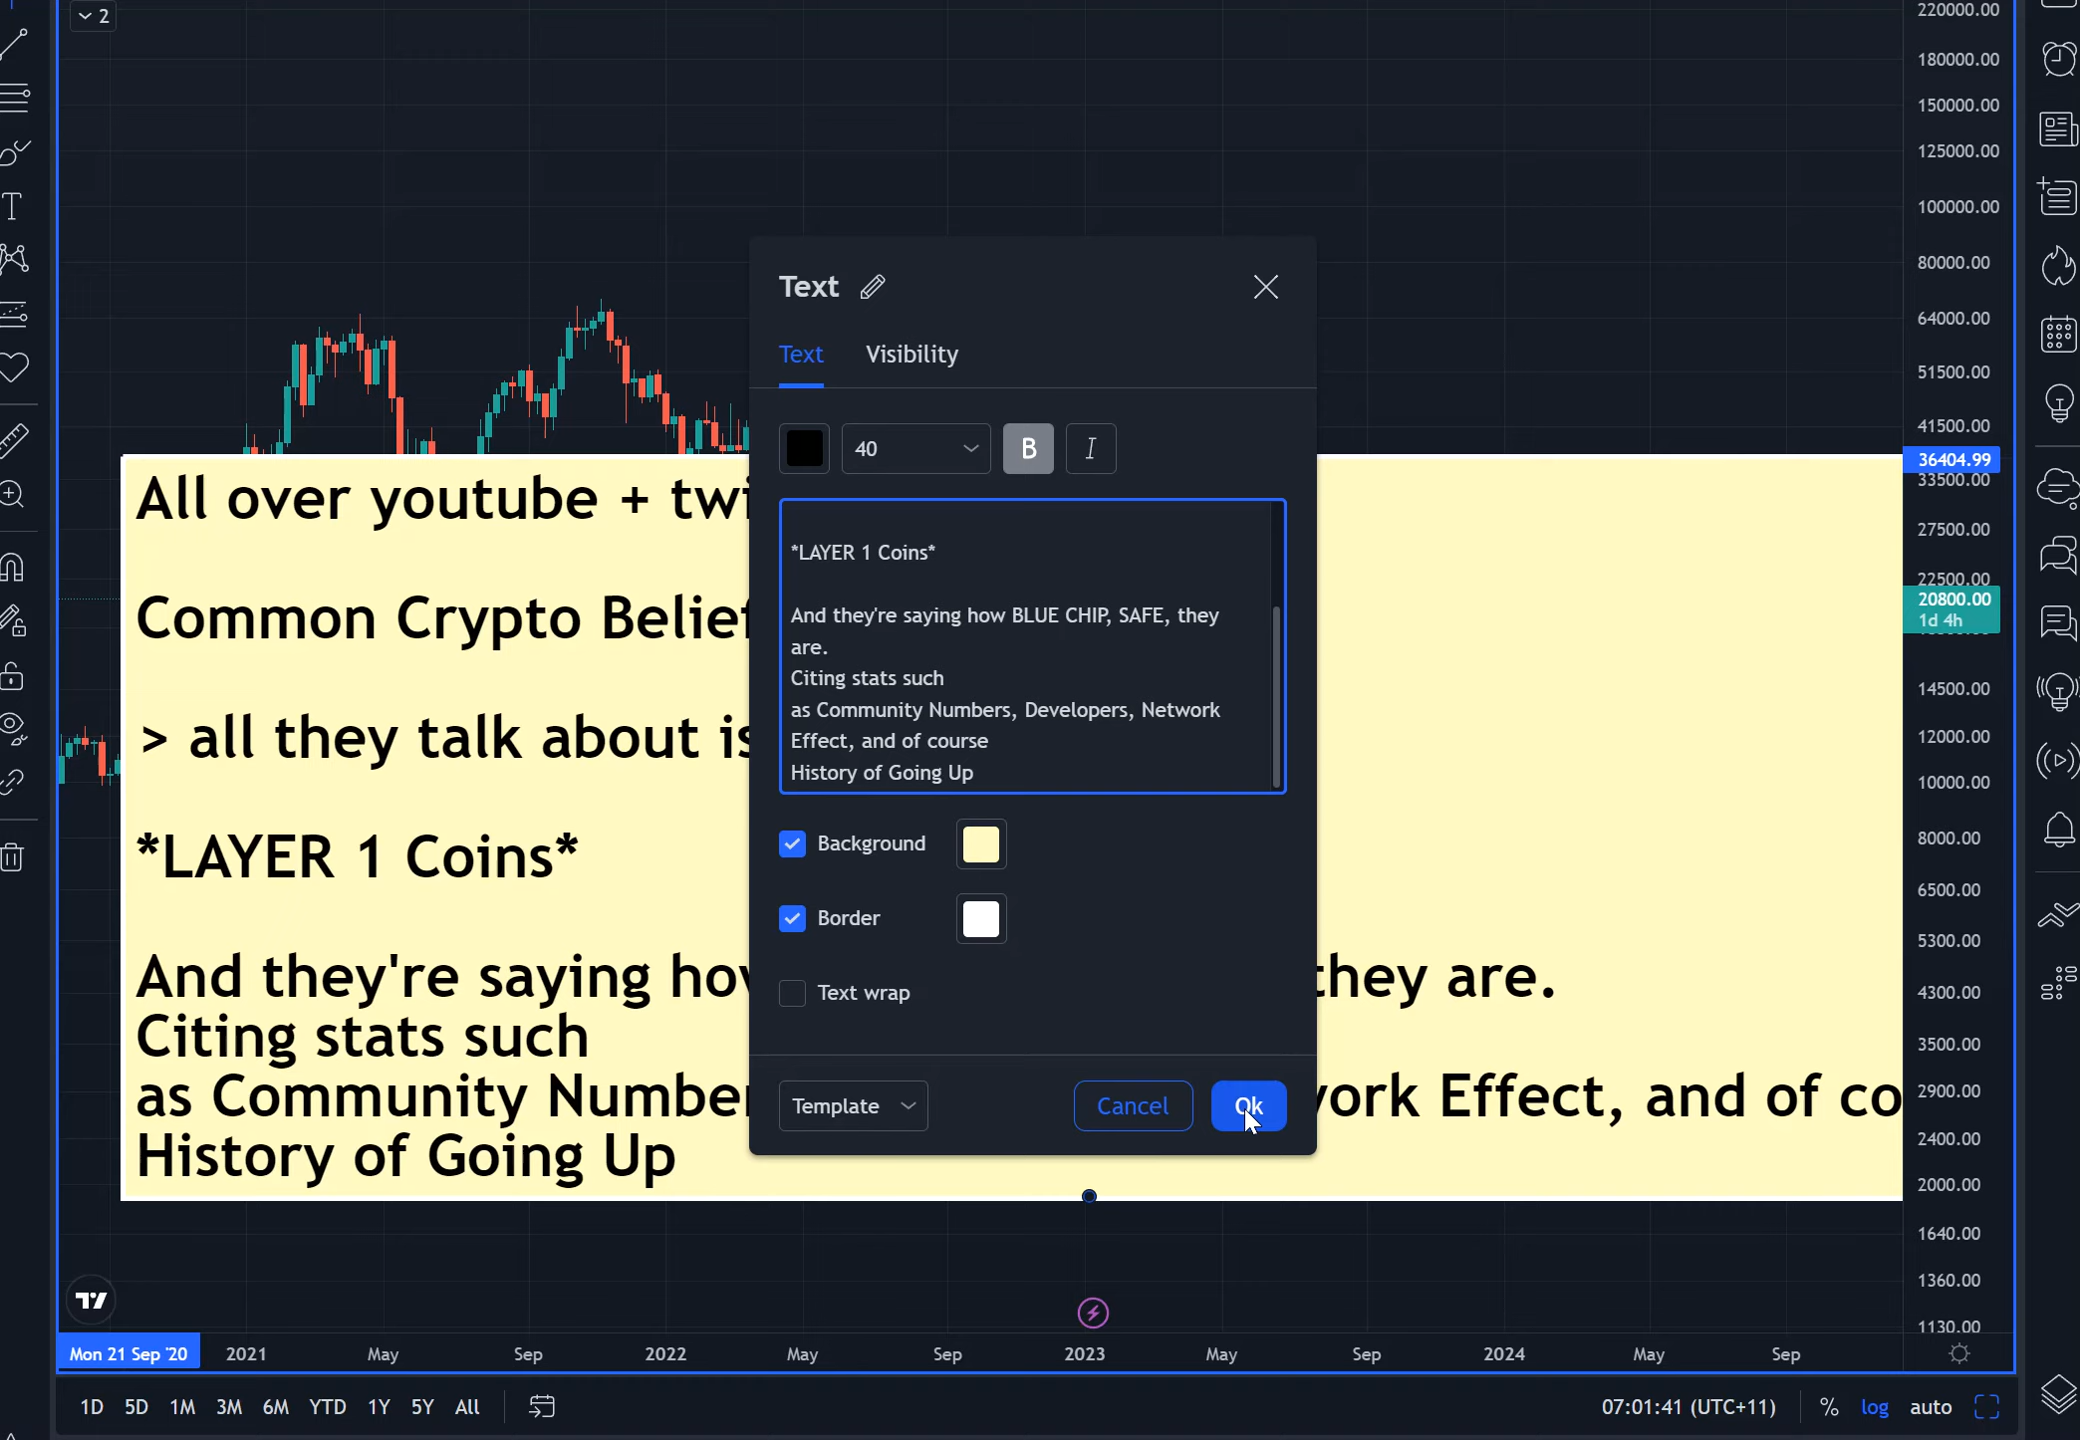 2
220000.00
180000.00
150000.00
125000.00
100000.00
80000.00
64000.00
51500.00
41500.00
36404.99
33500.00
27500.00
22500.00
20800.00
1d 4h
14500.00
12000.00
10000.00
8000.00
6500.00
5300.00
4300.00
3500.00
2900.00
2400.00
2000.00
1640.00
1360.00
1130.00
All over youtube +
Common Crypto
> all they talk about
*LAYER 1 Coins*
And they're saying they are.
Citing stats such
as Community Effect, and of
History of Going Up
Text
Text Visibility
40 B I
*LAYER 1 Coins*
And they're saying how BLUE CHIP, SAFE, they
are.
Citing stats such
as Community Numbers, Developers, Network
Effect, and of course
History of Going Up
Background
Border
Text wrap
Template Cancel Ok
Mon 21 Sep '20 2021 May Sep 2022 May Sep 2023 May Sep 2024 May Sep
1D 5D 1M 3M 6M YTD 1Y 5Y All 07:01:41 (UTC+11) % log auto